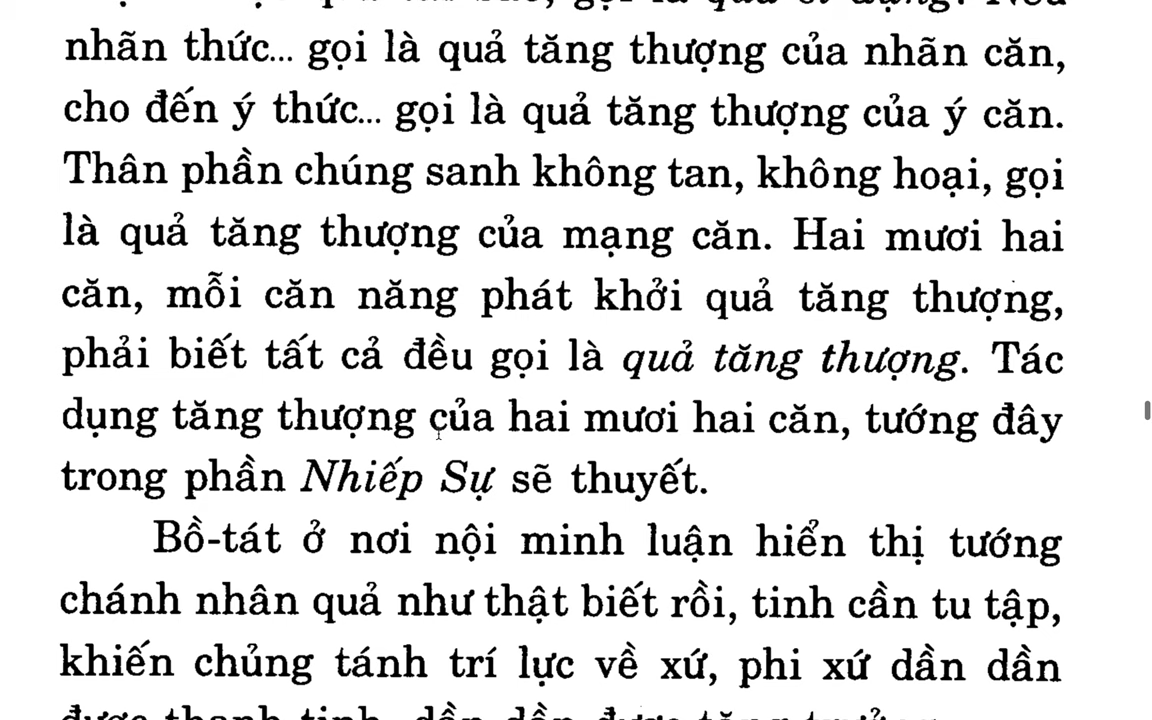 nhãn thức... gọi là quả tăng thượng của nhãn căn,
cho đến ý thức... gọi là quả tăng thượng của ý căn.
Thân phần chúng sanh không tan, không hoại, gọi
là quả tăng thượng của mạng căn. Hai mươi hai
căn, mỗi căn năng phát khởi quả tăng thượng,
phải biết tất cả đều gọi là quả tăng thượng. Tác
dụng tăng thượng của hai mươi hai căn, tướng đây
trong phần Nhiếp Sự sẽ thuyết.
Bồ-tát ở nơi nội minh luận hiển thị tướng
chánh nhân quả như thật biết rồi, tinh cần tu tập,
khiến chủng tánh trí lực về xứ, phi xứ dần dần